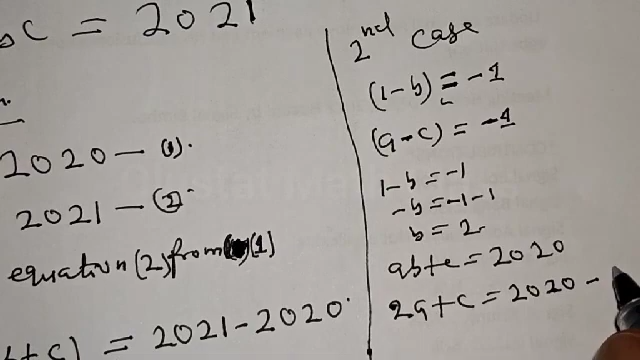 bc = 2021
n.
2020 — (1).
2021 — (2)
equation (2) from (1)
+c) = 2021 - 2020.
2nd case
(1-b) = -1
(a-c) = -1
1-b = -1
-b = -1-1
b = 2.
ab+c = 2020
2a+c = 2020 -